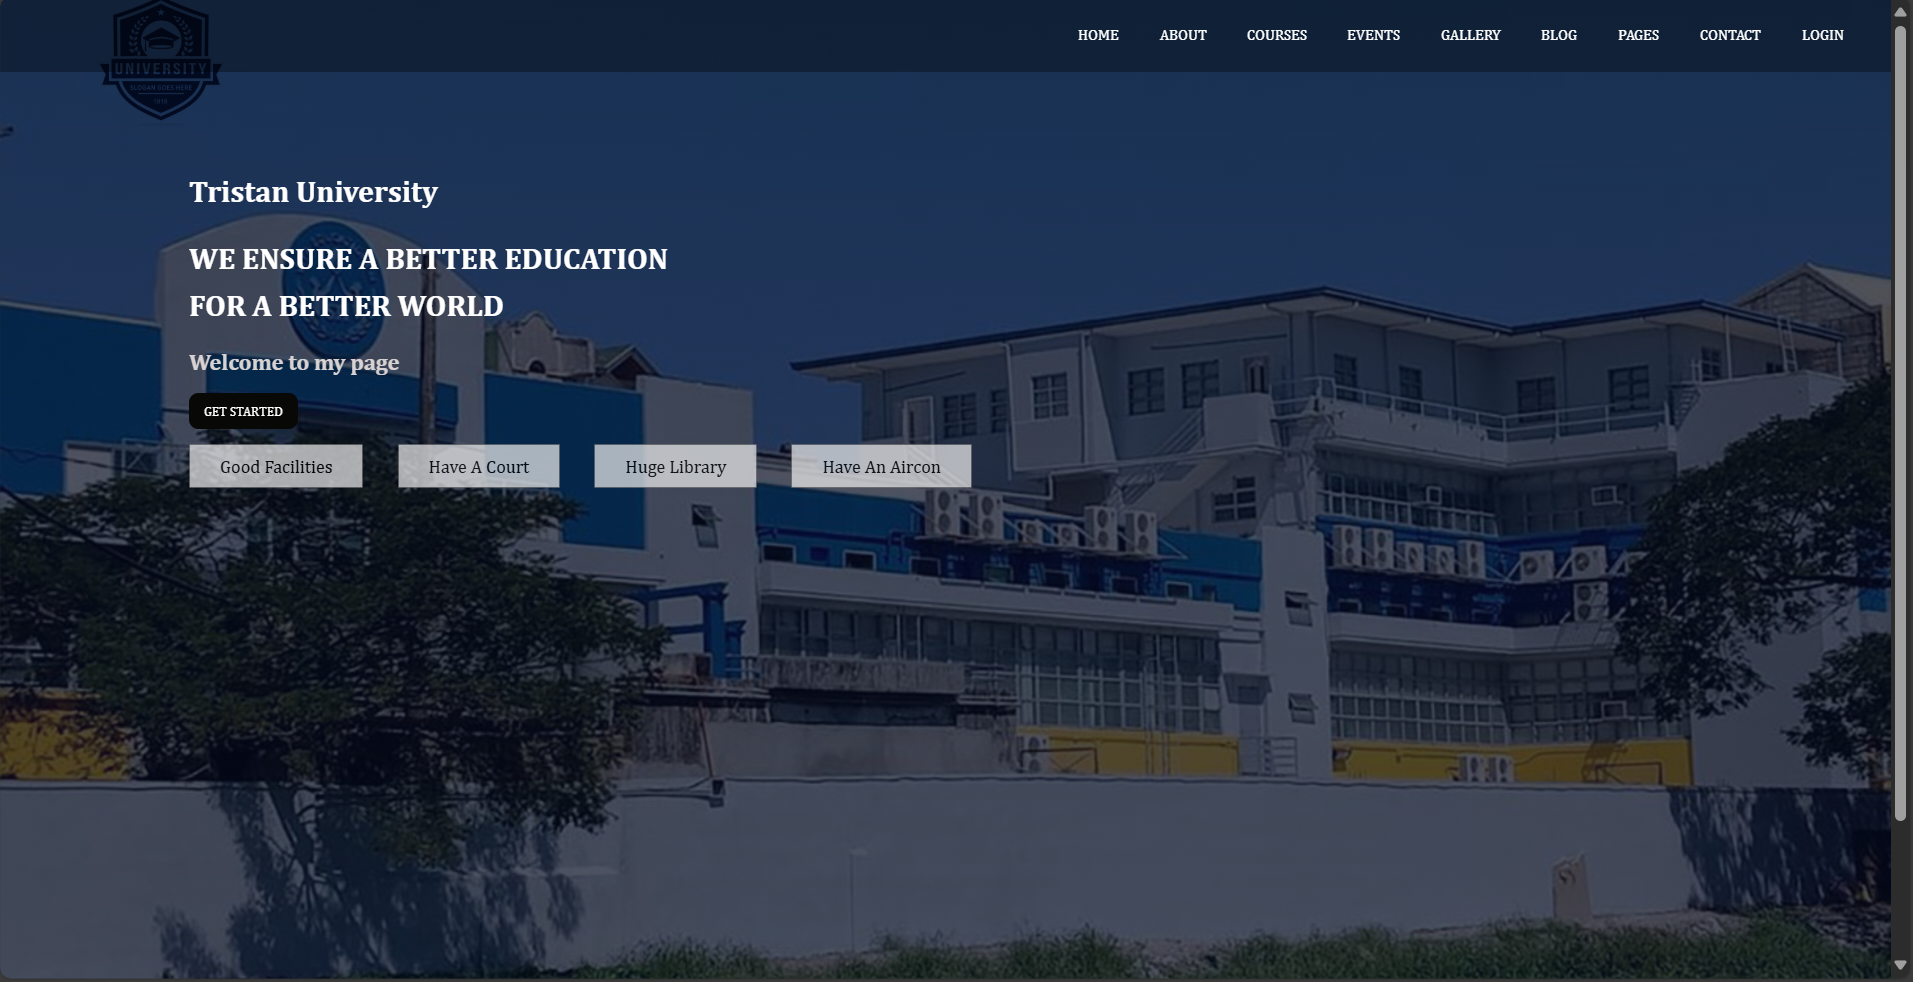 UNIVERSITY
SLOGAN GOES HERE
1919
HOME ABOUT COURSES EVENTS GALLERY BLOG PAGES CONTACT LOGIN
Tristan University
WE ENSURE A BETTER EDUCATION
FOR A BETTER WORLD
Welcome to my page
GET STARTED
Good Facilities Have A Court Huge Library Have An Aircon